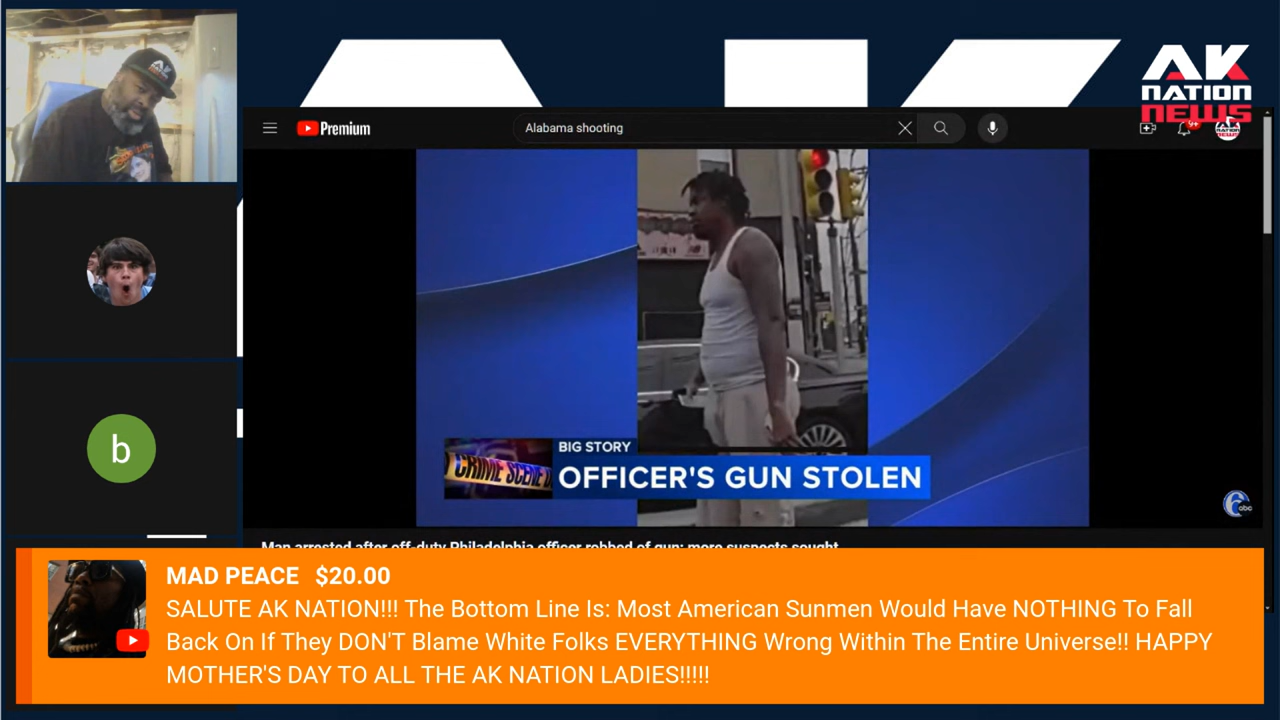 AK
NATION
NEWS
Premium
Alabama shooting
9+
BIG STORY
CRIME SCENE
OFFICER'S GUN STOLEN
6abc
b
Man arrested after off-duty Philadelphia officer robbed of gun; more suspects sought
MAD PEACE $20.00
SALUTE AK NATION!!! The Bottom Line Is: Most American Sunmen Would Have NOTHING To Fall
Back On If They DON'T Blame White Folks EVERYTHING Wrong Within The Entire Universe!! HAPPY
MOTHER'S DAY TO ALL THE AK NATION LADIES!!!!!